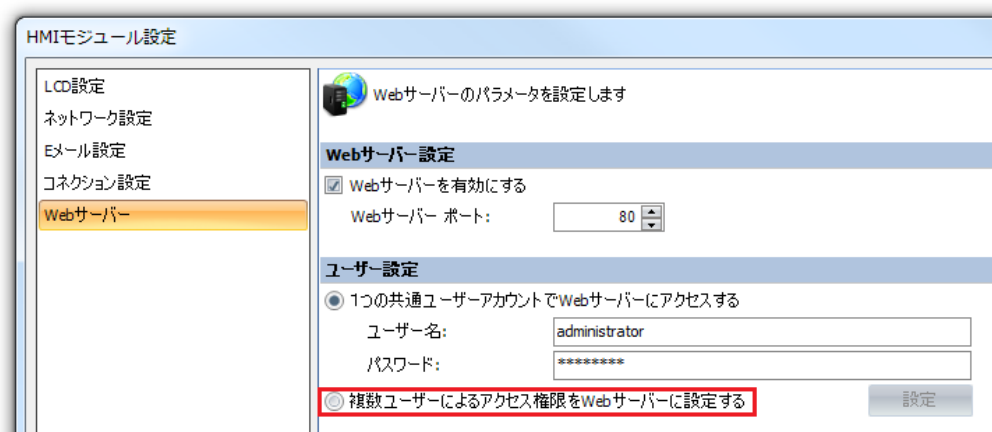 HMIモジュール設定
LCD設定
ネットワーク設定
Eメール設定
コネクション設定
Webサーバー
Webサーバーのパラメータを設定します
Webサーバー設定
Webサーバーを有効にする
Webサーバー ポート: 80
ユーザー設定
1つの共通ユーザーアカウントでWebサーバーにアクセスする
ユーザー名: administrator
パスワード: ********
複数ユーザーによるアクセス権限をWebサーバーに設定する 設定